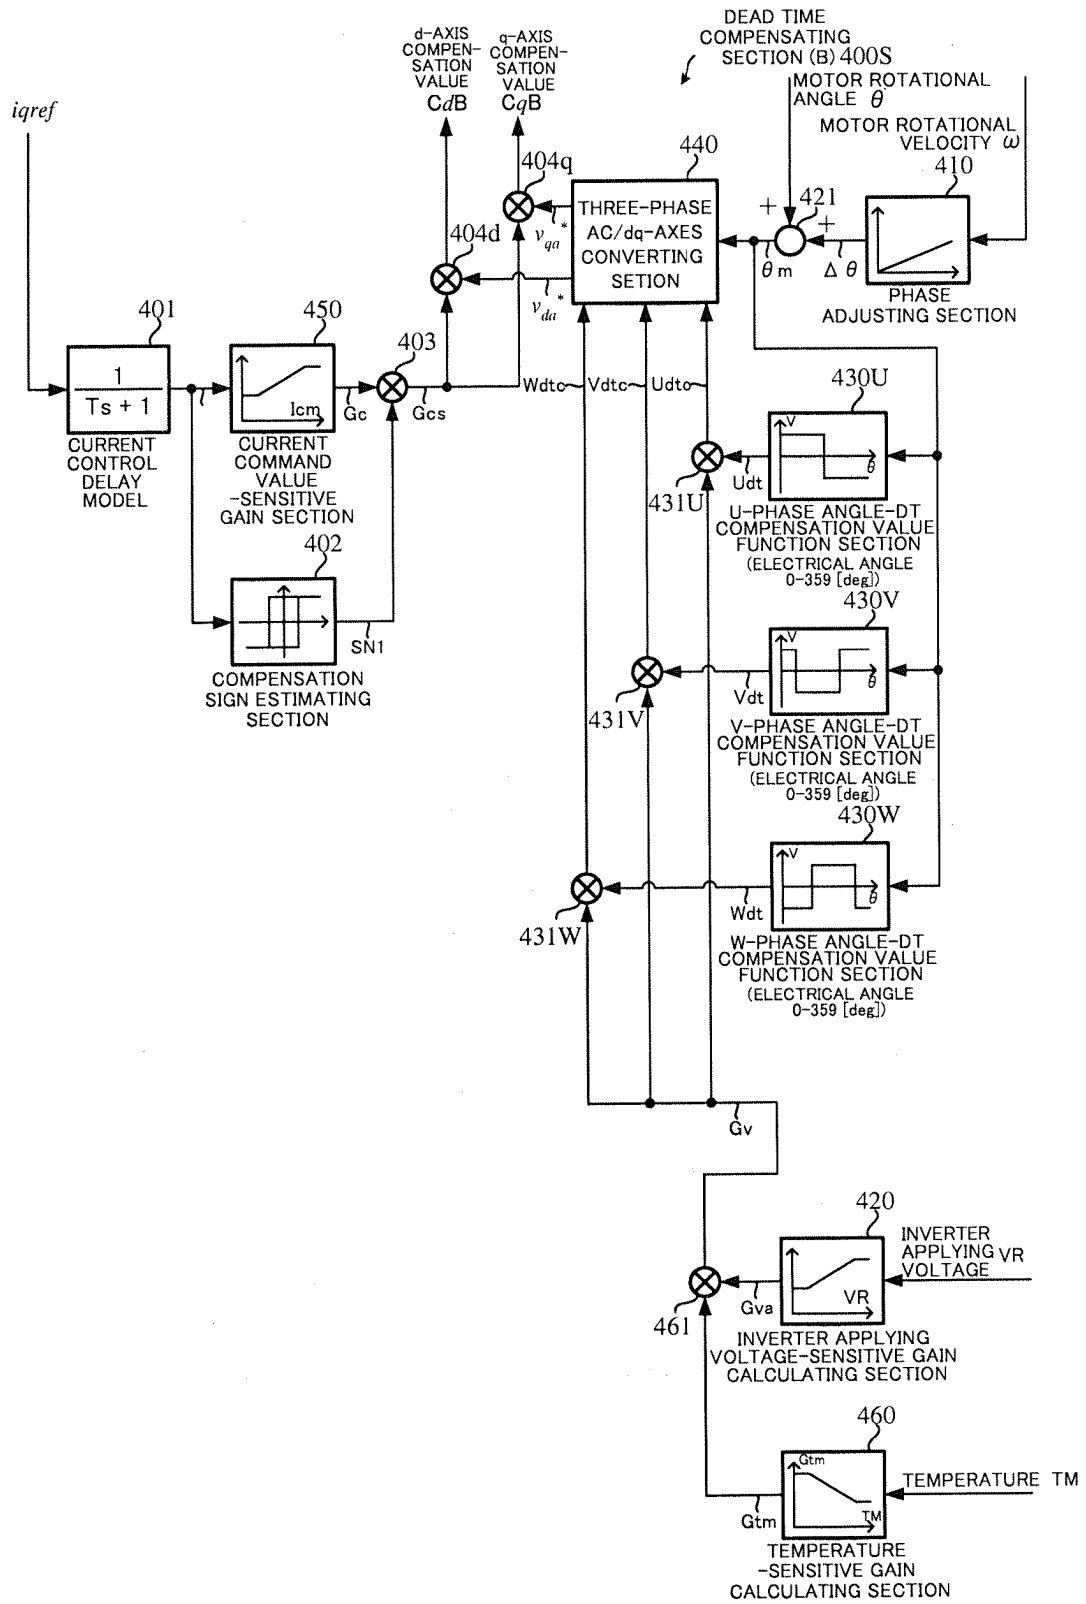 DEAD TIME
COMPENSATING
SECTION (B) 400S
d-AXIS
COMPEN-
SATION
VALUE
CdB
q-AXIS
COMPEN-
SATION
VALUE
CqB
MOTOR ROTATIONAL
ANGLE θ
MOTOR ROTATIONAL
VELOCITY ω
iqref
440
THREE-PHASE
AC/dq-AXES
CONVERTING
SETION
404q
404d
vqa*
vda*
+
421
+
θm
Δθ
410
PHASE
ADJUSTING SECTION
401
1
Ts + 1
CURRENT
CONTROL
DELAY
MODEL
450
Icm
CURRENT
COMMAND
VALUE
-SENSITIVE
GAIN SECTION
Gc
403
Gcs
402
SN1
COMPENSATION
SIGN ESTIMATING
SECTION
Wdtc
Vdtc
Udtc
430U
V
θ
Udt
431U
U-PHASE ANGLE-DT
COMPENSATION VALUE
FUNCTION SECTION
(ELECTRICAL ANGLE
0-359 [deg])
430V
V
θ
Vdt
431V
V-PHASE ANGLE-DT
COMPENSATION VALUE
FUNCTION SECTION
(ELECTRICAL ANGLE
0-359 [deg])
430W
V
θ
Wdt
431W
W-PHASE ANGLE-DT
COMPENSATION VALUE
FUNCTION SECTION
(ELECTRICAL ANGLE
0-359 [deg])
Gv
420
VR
INVERTER
APPLYING VR
VOLTAGE
Gva
461
INVERTER APPLYING
VOLTAGE-SENSITIVE GAIN
CALCULATING SECTION
460
Gtm
TM
TEMPERATURE TM
Gtm
TEMPERATURE
-SENSITIVE GAIN
CALCULATING SECTION